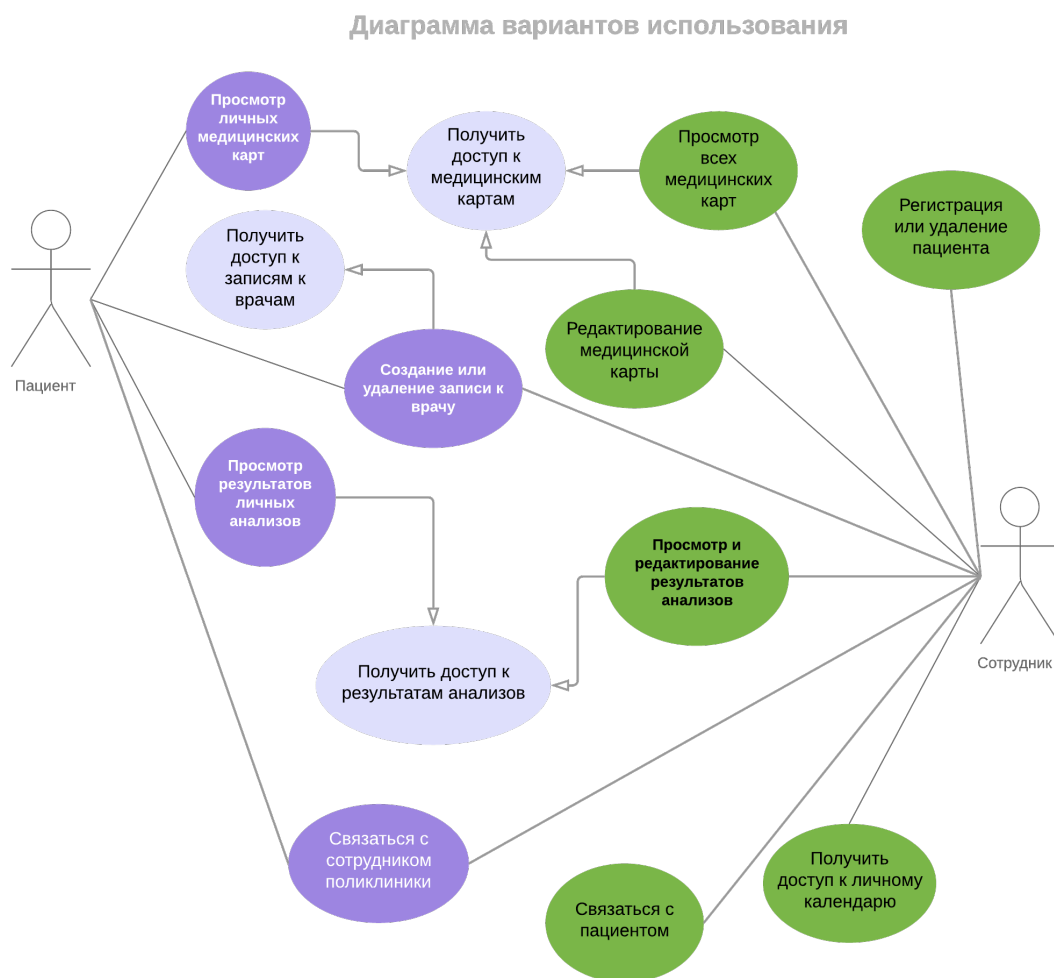 Диаграмма вариантов использования
Просмотр
личных
медицинских
карт
Получить
доступ к
медицинским
картам
Просмотр
всех
медицинских
карт
Регистрация
или удаление
пациента
Получить
доступ к
записям к
врачам
Пациент
Редактирование
медицинской
карты
Создание или
удаление записи к
врачу
Просмотр
результатов
личных
анализов
Просмотр и
редактирование
результатов
анализов
Сотрудник
Получить доступ к
результатам анализов
Связаться с
сотрудником
поликлиники
Получить
доступ к личному
календарю
Связаться с
пациентом